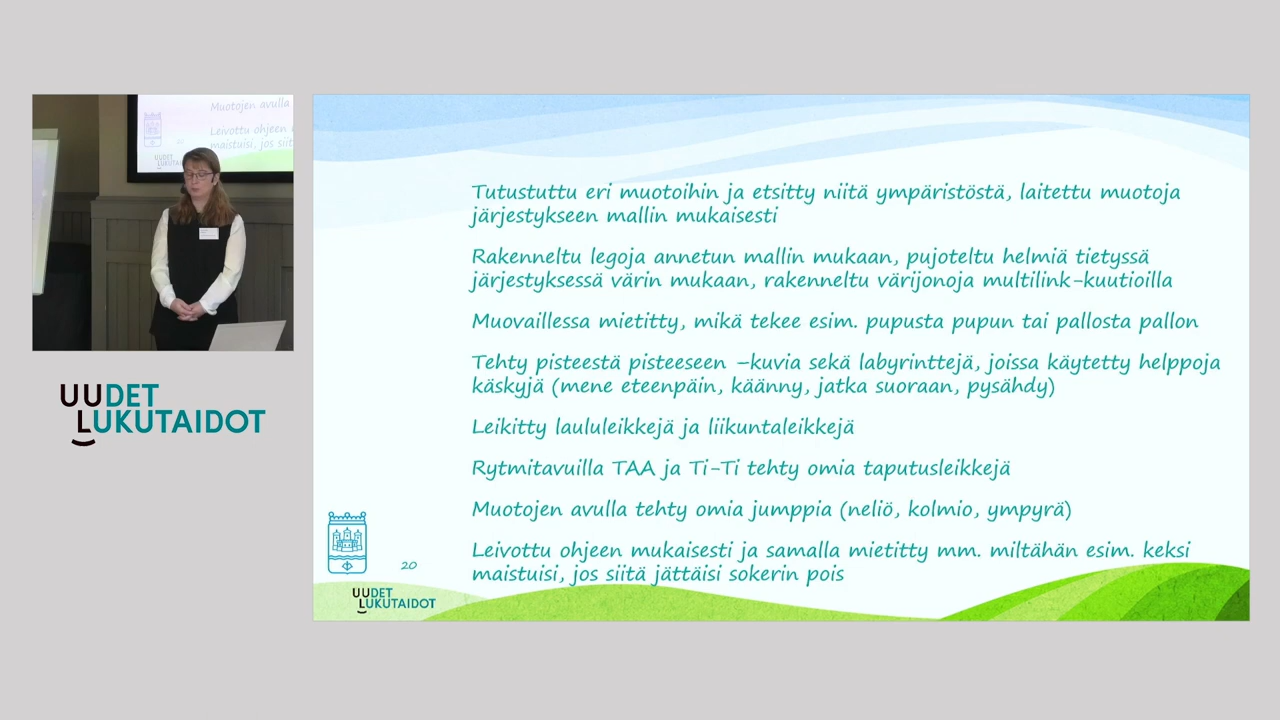 Muotojen avulla
Leivottu ohjeen
maistuisi, jos siit
UUDET
UUDET
LUKUTAIDOT
Tutustuttu eri muotoihin ja etsitty niitä ympäristöstä, laitettu muotoja
järjestykseen mallin mukaisesti
Rakenneltu legoja annetun mallin mukaan, pujoteltu helmiä tietyssä
järjestyksessä värin mukaan, rakenneltu värijonoja multilink-kuutioilla
Muovaillessa mietitty, mikä tekee esim. pupusta pupun tai pallosta pallon
Tehty pisteestä pisteeseen –kuvia sekä labyrinttejä, joissa käytetty helppoja
käskyjä (mene eteenpäin, käänny, jatka suoraan, pysähdy)
Leikitty laululeikkejä ja liikuntaleikkejä
Rytmitavuilla TAA ja Ti-Ti tehty omia taputusleikkejä
Muotojen avulla tehty omia jumppia (neliö, kolmio, ympyrä)
Leivottu ohjeen mukaisesti ja samalla mietitty mm. miltähän esim. keksi
maistuisi, jos siitä jättäisi sokerin pois
20
UUDET
LUKUTAIDOT